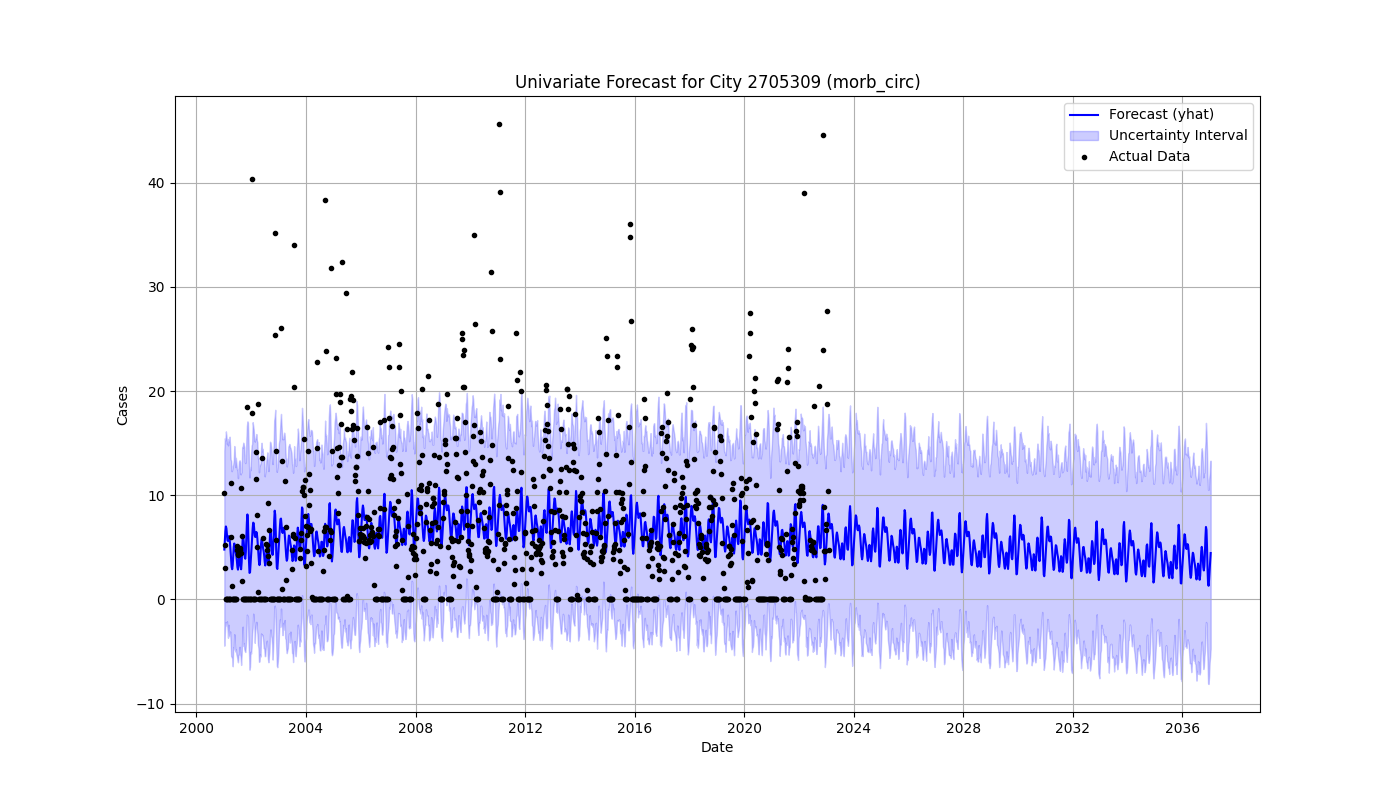 Univariate Forecast for City 2705309 (morb_circ)
Forecast (yhat)
Uncertainty Interval
Actual Data
Cases
40
30
20
10
0
−10
2000 2004 2008 2012 2016 2020 2024 2028 2032 2036
Date